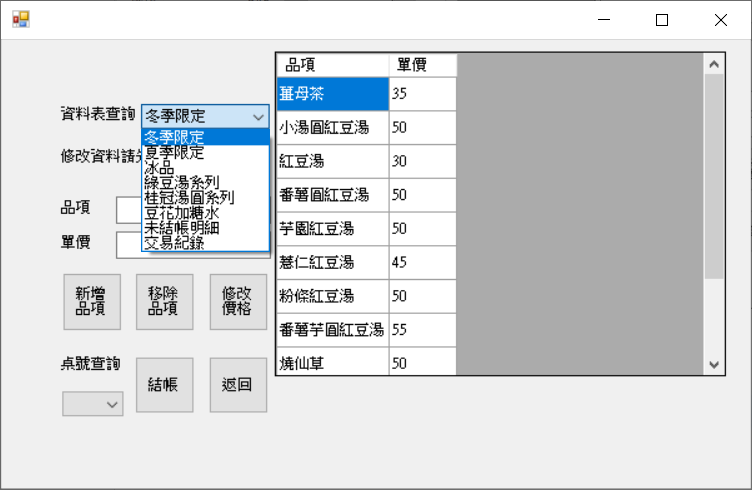 資料表查詢
冬季限定
冬季限定
夏季限定
冰品
綠豆湯系列
桂冠湯圓系列
豆花加糖水
未結帳明細
交易紀錄
修改資料請
品項
單價
新增
品項
移除
品項
修改
價格
桌號查詢
結帳
返回
品項 單價
薑母茶 35
小湯圓紅豆湯 50
紅豆湯 30
番薯圓紅豆湯 50
芋圓紅豆湯 50
薏仁紅豆湯 45
粉條紅豆湯 50
番薯芋圓紅豆湯 55
燒仙草 50